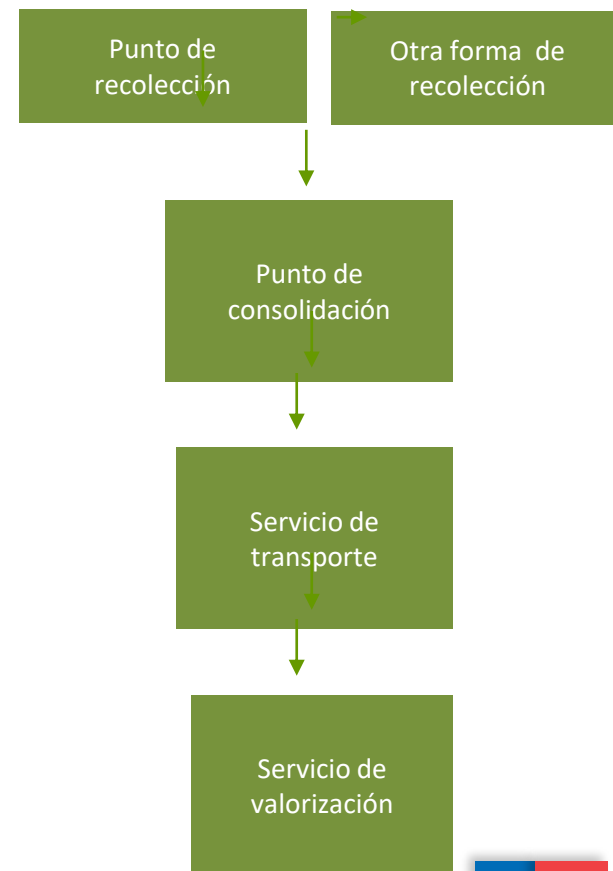 Punto de
recolección
Otra forma de
recolección
Punto de
consolidación
Servicio de
transporte
Servicio de
valorización